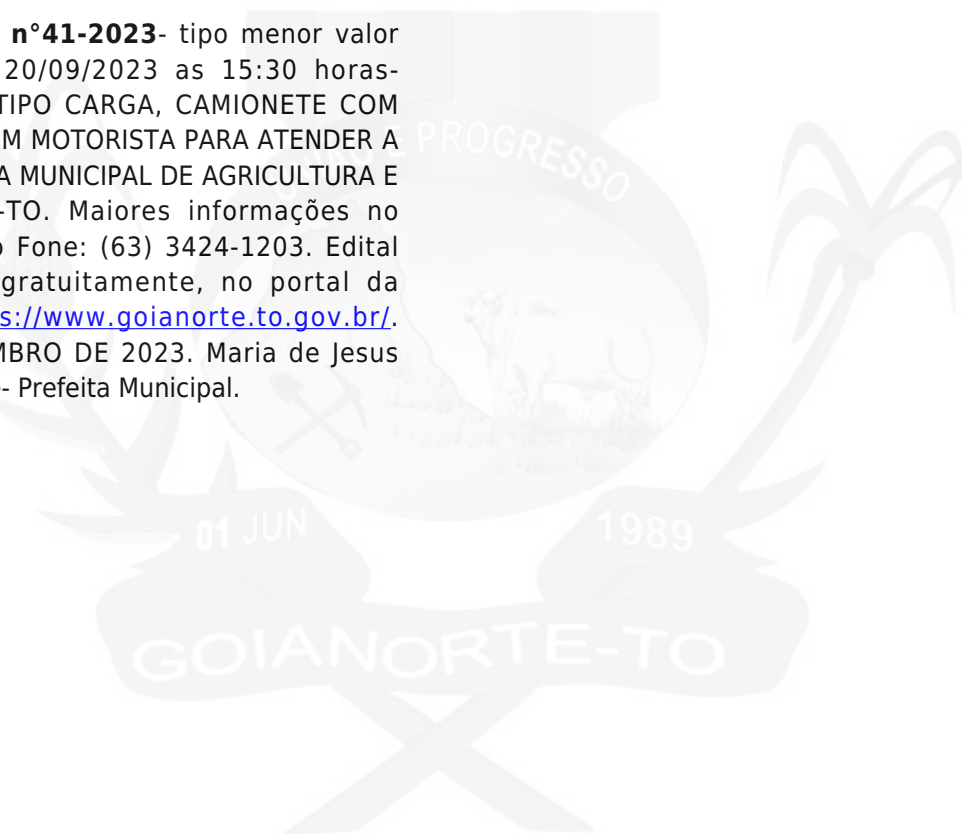 n°41-2023- tipo menor valor
20/09/2023 as 15:30 horas-
TIPO CARGA, CAMIONETE COM
M MOTORISTA PARA ATENDER A
A MUNICIPAL DE AGRICULTURA E
-TO. Maiores informações no
o Fone: (63) 3424-1203. Edital
gratuitamente, no portal da
s://www.goianorte.to.gov.br/.
MBRO DE 2023. Maria de Jesus
- Prefeita Municipal.
E PROGRESSO
01 JUN 1989
GOIANORTE-TO